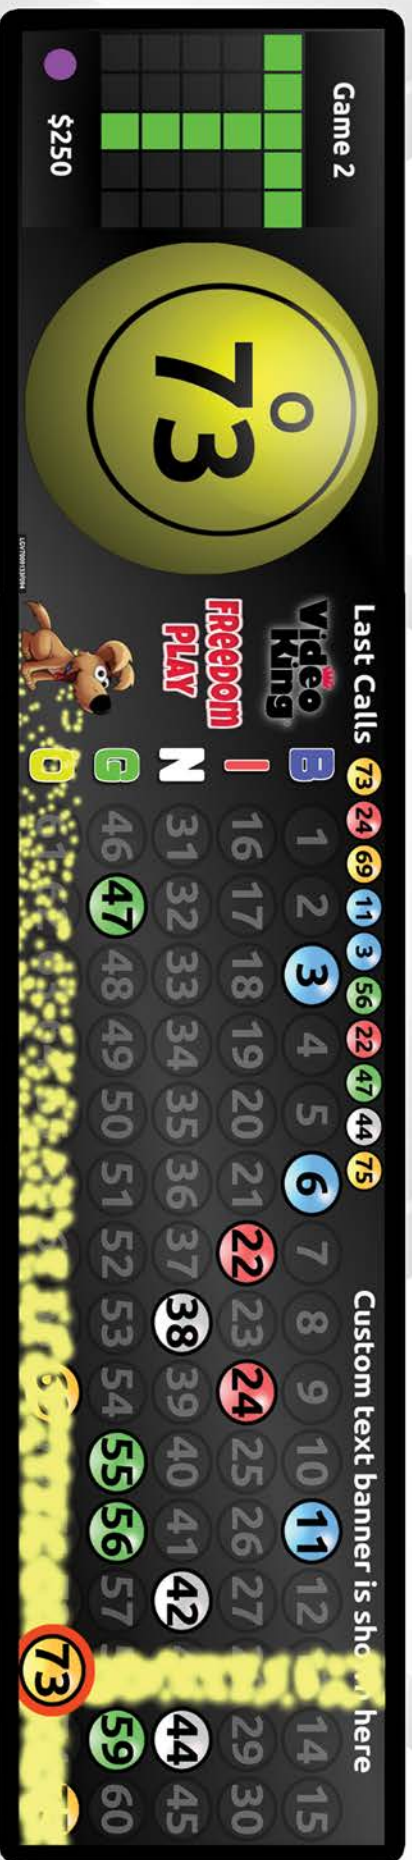 Game 2
$250
O
73
LGV7000133P094
Last Calls 73 24 69 11 3 56 22 47 44 75
Custom text banner is here
Video King
FREEDOM PLAY
B 1 2 3 4 5 6 7 8 9 10 11 12 14 15
I 16 17 18 19 20 21 22 23 24 25 26 27 29 30
N 31 32 33 34 35 36 37 38 39 40 41 42 44 45
G 46 47 48 49 50 51 52 53 54 55 56 57 59 60
O 73